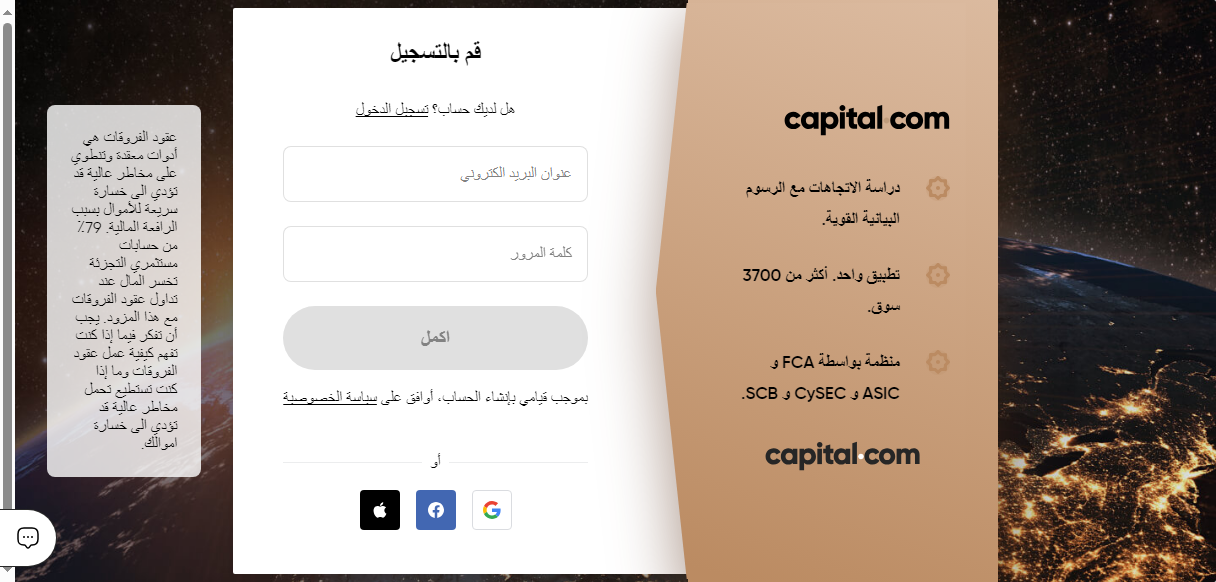 قم بالتسجيل
هل لديك حساب؟ تسجيل الدخول
عنوان البريد الكتروني
كلمة المرور
اكمل
بموجب قيامي بإنشاء الحساب، أوافق على سياسة الخصوصية
أو
capital.com
دراسة الاتجاهات مع الرسوم
البيانية القوية.
تطبيق واحد. أكثر من 3700
سوق.
منظمة بواسطة FCA و
ASIC و CySEC و SCB.
capital.com
عقود الفروقات هي
أدوات معقدة وتنطوي
على مخاطر عالية قد
تؤدي الى خسارة
سريعة للأموال بسبب
الرافعة المالية. 79٪
من حسابات
مستثمري التجزئة
تخسر المال عند
تداول عقود الفروقات
مع هذا المزود. يجب
أن تفكر فيما إذا كنت
تفهم كيفية عمل عقود
الفروقات وما إذا
كنت تستطيع تحمل
مخاطر عالية قد
تؤدي الى خسارة
اموالك.